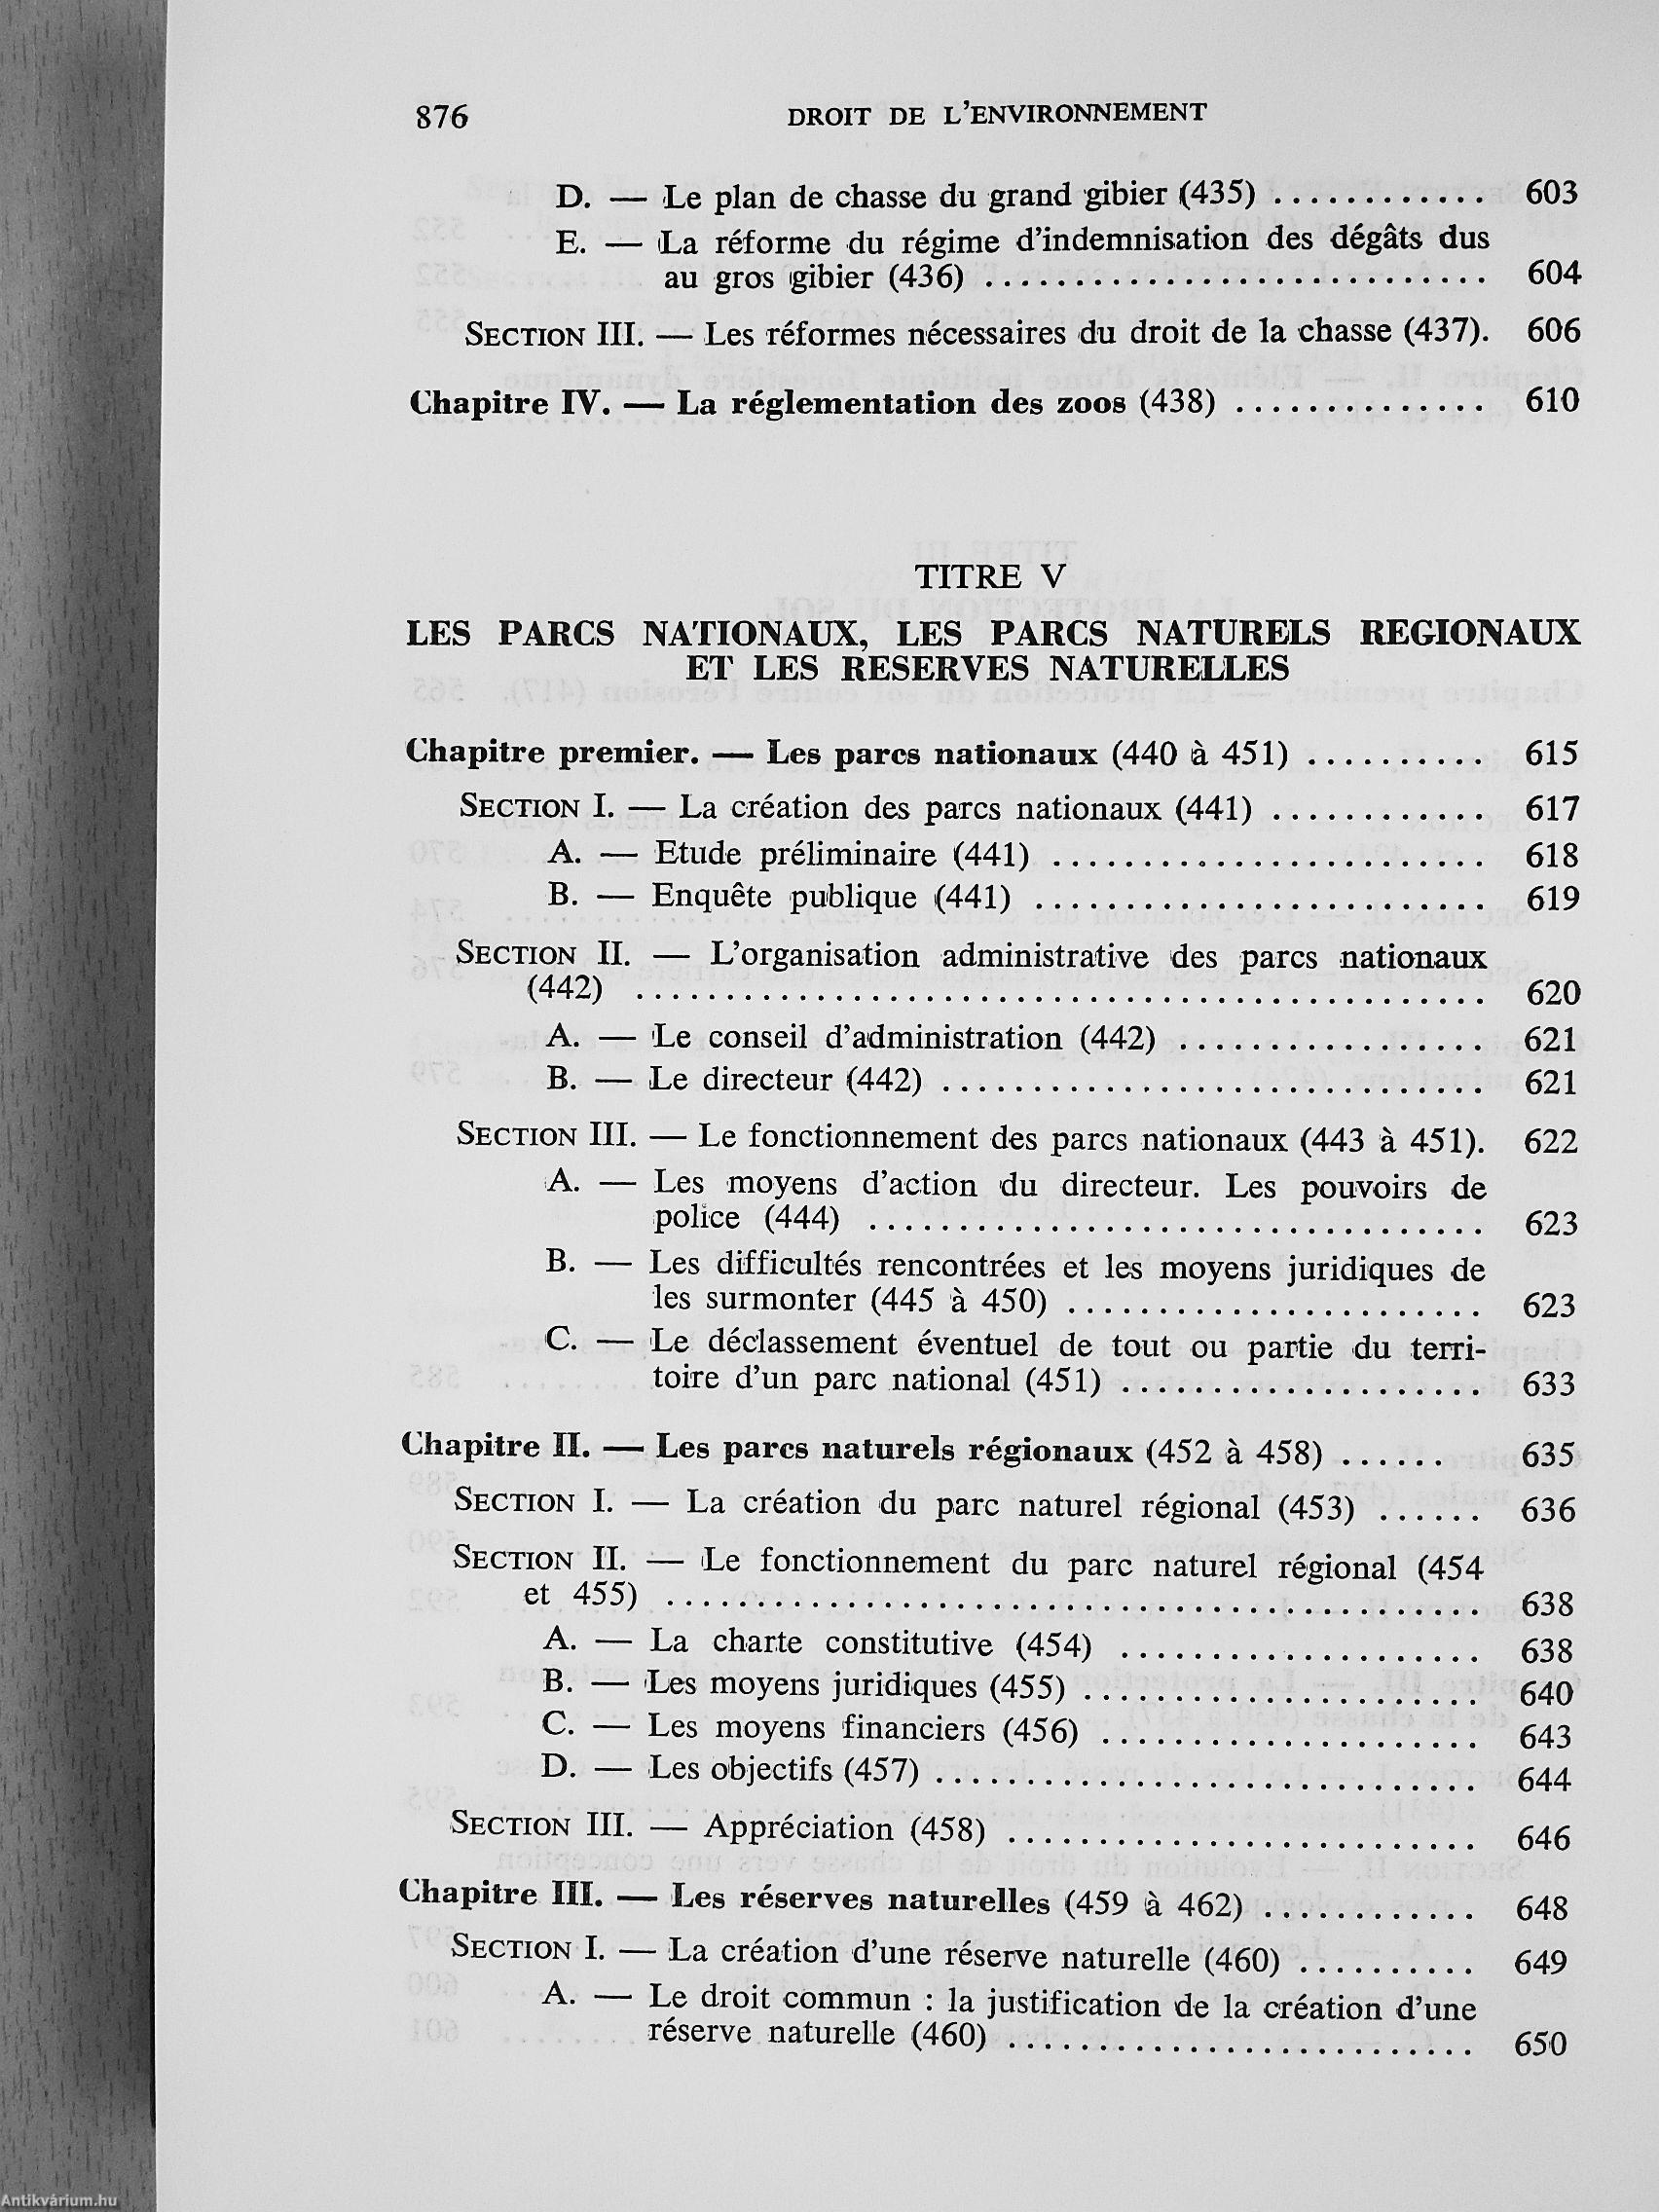 876 DROIT DE L'ENVIRONNEMENT
D. — Le plan de chasse du grand gibier (435) ............ 603
E. — La réforme du régime d'indemnisation des dégâts dus
au gros gibier (436) ............................ 604
SECTION III. — Les réformes nécessaires du droit de la chasse (437). 606
Chapitre IV. — La réglementation des zoos (438) .............. 610
TITRE V
LES PARCS NATIONAUX, LES PARCS NATURELS REGIONAUX
ET LES RESERVES NATURELLES
Chapitre premier. — Les parcs nationaux (440 à 451) .......... 615
SECTION I. — La création des parcs nationaux (441) ............ 617
A. — Etude préliminaire (441) ........................ 618
B. — Enquête publique (441) ......................... 619
SECTION II. — L'organisation administrative des parcs nationaux
(442) ............................................... 620
A. — Le conseil d'administration (442) ................. 621
B. — Le directeur (442) .............................. 621
SECTION III. — Le fonctionnement des parcs nationaux (443 à 451). 622
A. — Les moyens d'action du directeur. Les pouvoirs de
police (444) .................................. 623
B. — Les difficultés rencontrées et les moyens juridiques de
les surmonter (445 à 450) ....................... 623
C. — Le déclassement éventuel de tout ou partie du terri-
toire d'un parc national (451) .................... 633
Chapitre II. — Les parcs naturels régionaux (452 à 458) ...... 635
SECTION I. — La création du parc naturel régional (453) ...... 636
SECTION II. — Le fonctionnement du parc naturel régional (454
et 455) ............................................. 638
A. — La charte constitutive (454) .................... 638
B. — Les moyens juridiques (455) ...................... 640
C. — Les moyens financiers (456) ..................... 643
D. — Les objectifs (457) .............................. 644
SECTION III. — Appréciation (458) .......................... 646
Chapitre III. — Les réserves naturelles (459 à 462) ............ 648
SECTION I. — La création d'une réserve naturelle (460) .......... 649
A. — Le droit commun : la justification de la création d'une
réserve naturelle (460) .......................... 650
Antikvárium.hu